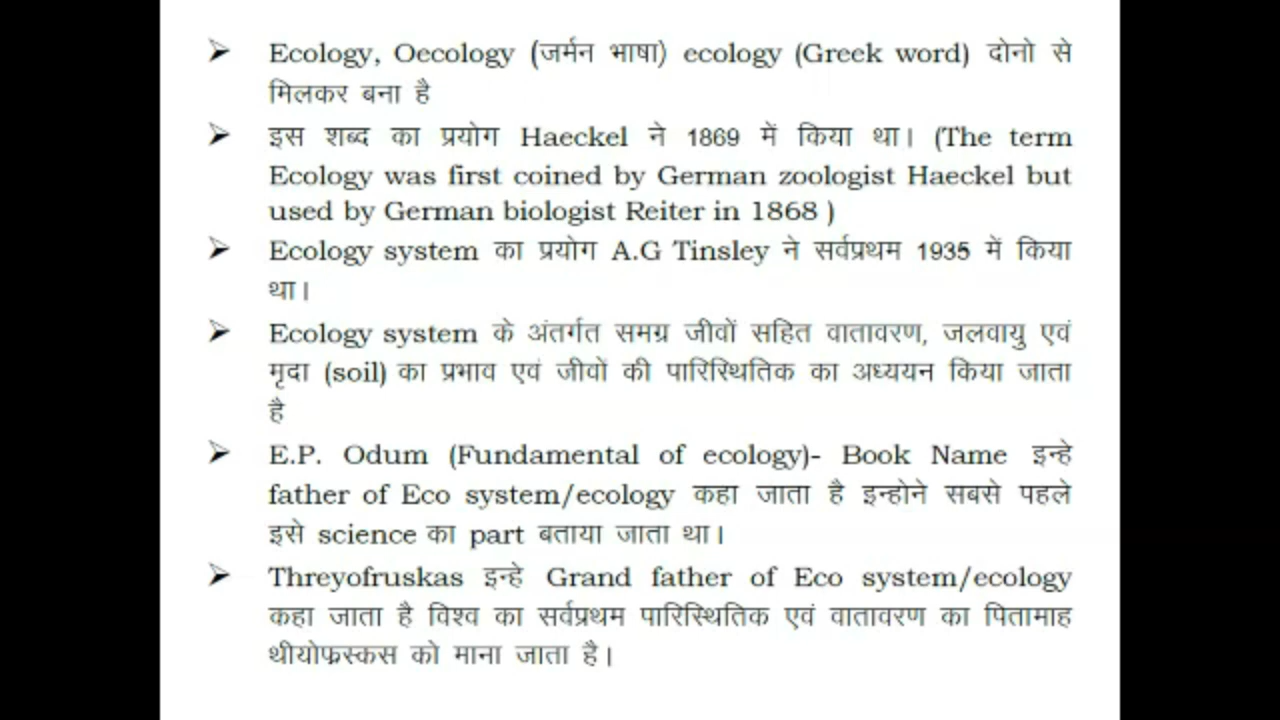 ➢ Ecology, Oecology (जर्मन भाषा) ecology (Greek word) दोनो से
मिलकर बना है
➢ इस शब्द का प्रयोग Haeckel ने 1869 में किया था। (The term
Ecology was first coined by German zoologist Haeckel but
used by German biologist Reiter in 1868 )
➢ Ecology system का प्रयोग A.G Tinsley ने सर्वप्रथम 1935 में किया
था।
➢ Ecology system के अंतर्गत समग्र जीवों सहित वातावरण, जलवायु एवं
मृदा (soil) का प्रभाव एवं जीवों की पारिस्थितिक का अध्ययन किया जाता
है
➢ E.P. Odum (Fundamental of ecology)- Book Name इन्हे
father of Eco system/ecology कहा जाता है इन्होने सबसे पहले
इसे science का part बताया जाता था।
➢ Threyofruskas इन्हे Grand father of Eco system/ecology
कहा जाता है विश्व का सर्वप्रथम पारिस्थितिक एवं वातावरण का पितामाह
थीयोफ्रस्कस को माना जाता है।